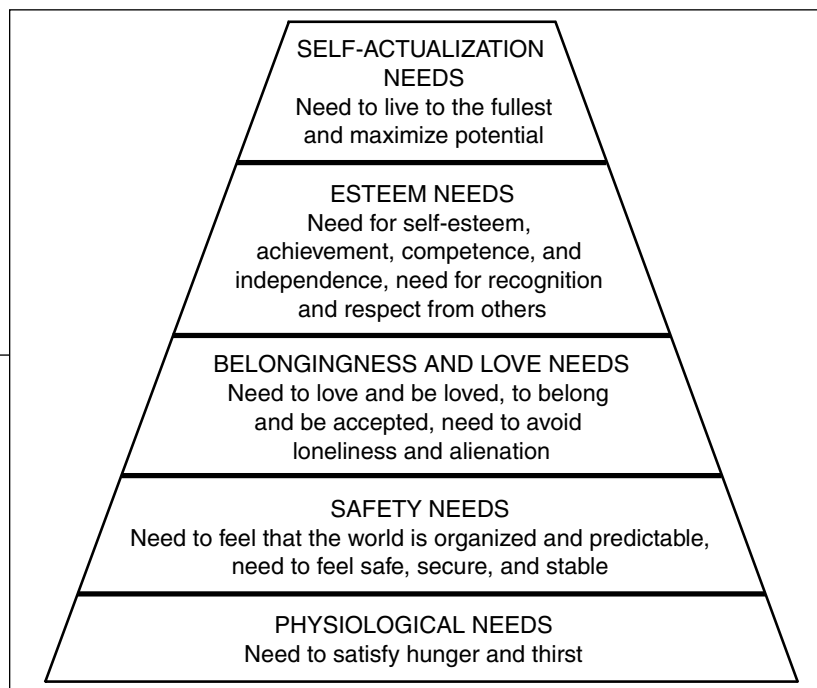 SELF-ACTUALIZATION
NEEDS
Need to live to the fullest
and maximize potential
ESTEEM NEEDS
Need for self-esteem,
achievement, competence, and
independence, need for recognition
and respect from others
BELONGINGNESS AND LOVE NEEDS
Need to love and be loved, to belong
and be accepted, need to avoid
loneliness and alienation
SAFETY NEEDS
Need to feel that the world is organized and predictable,
need to feel safe, secure, and stable
PHYSIOLOGICAL NEEDS
Need to satisfy hunger and thirst